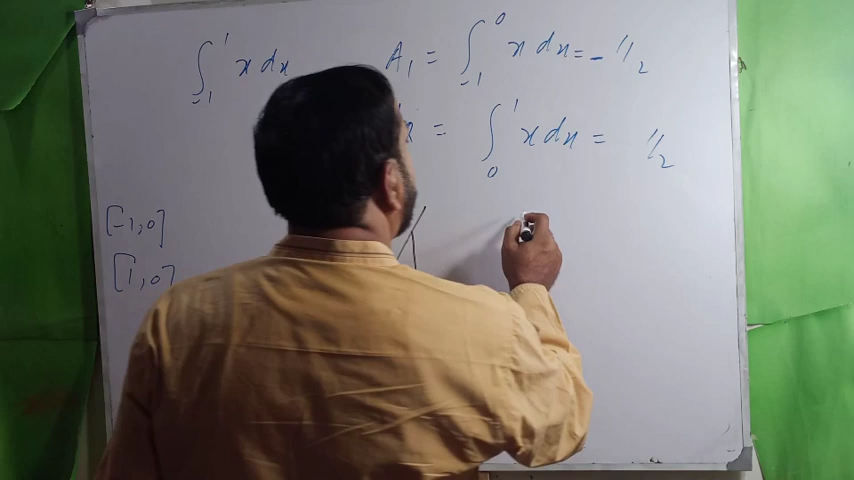 ∫₋₁¹ x dx A₁ = ∫₋₁⁰ x dx = - 1/2
= ∫₀¹ x dx = 1/2
[-1,0]
[1,0]